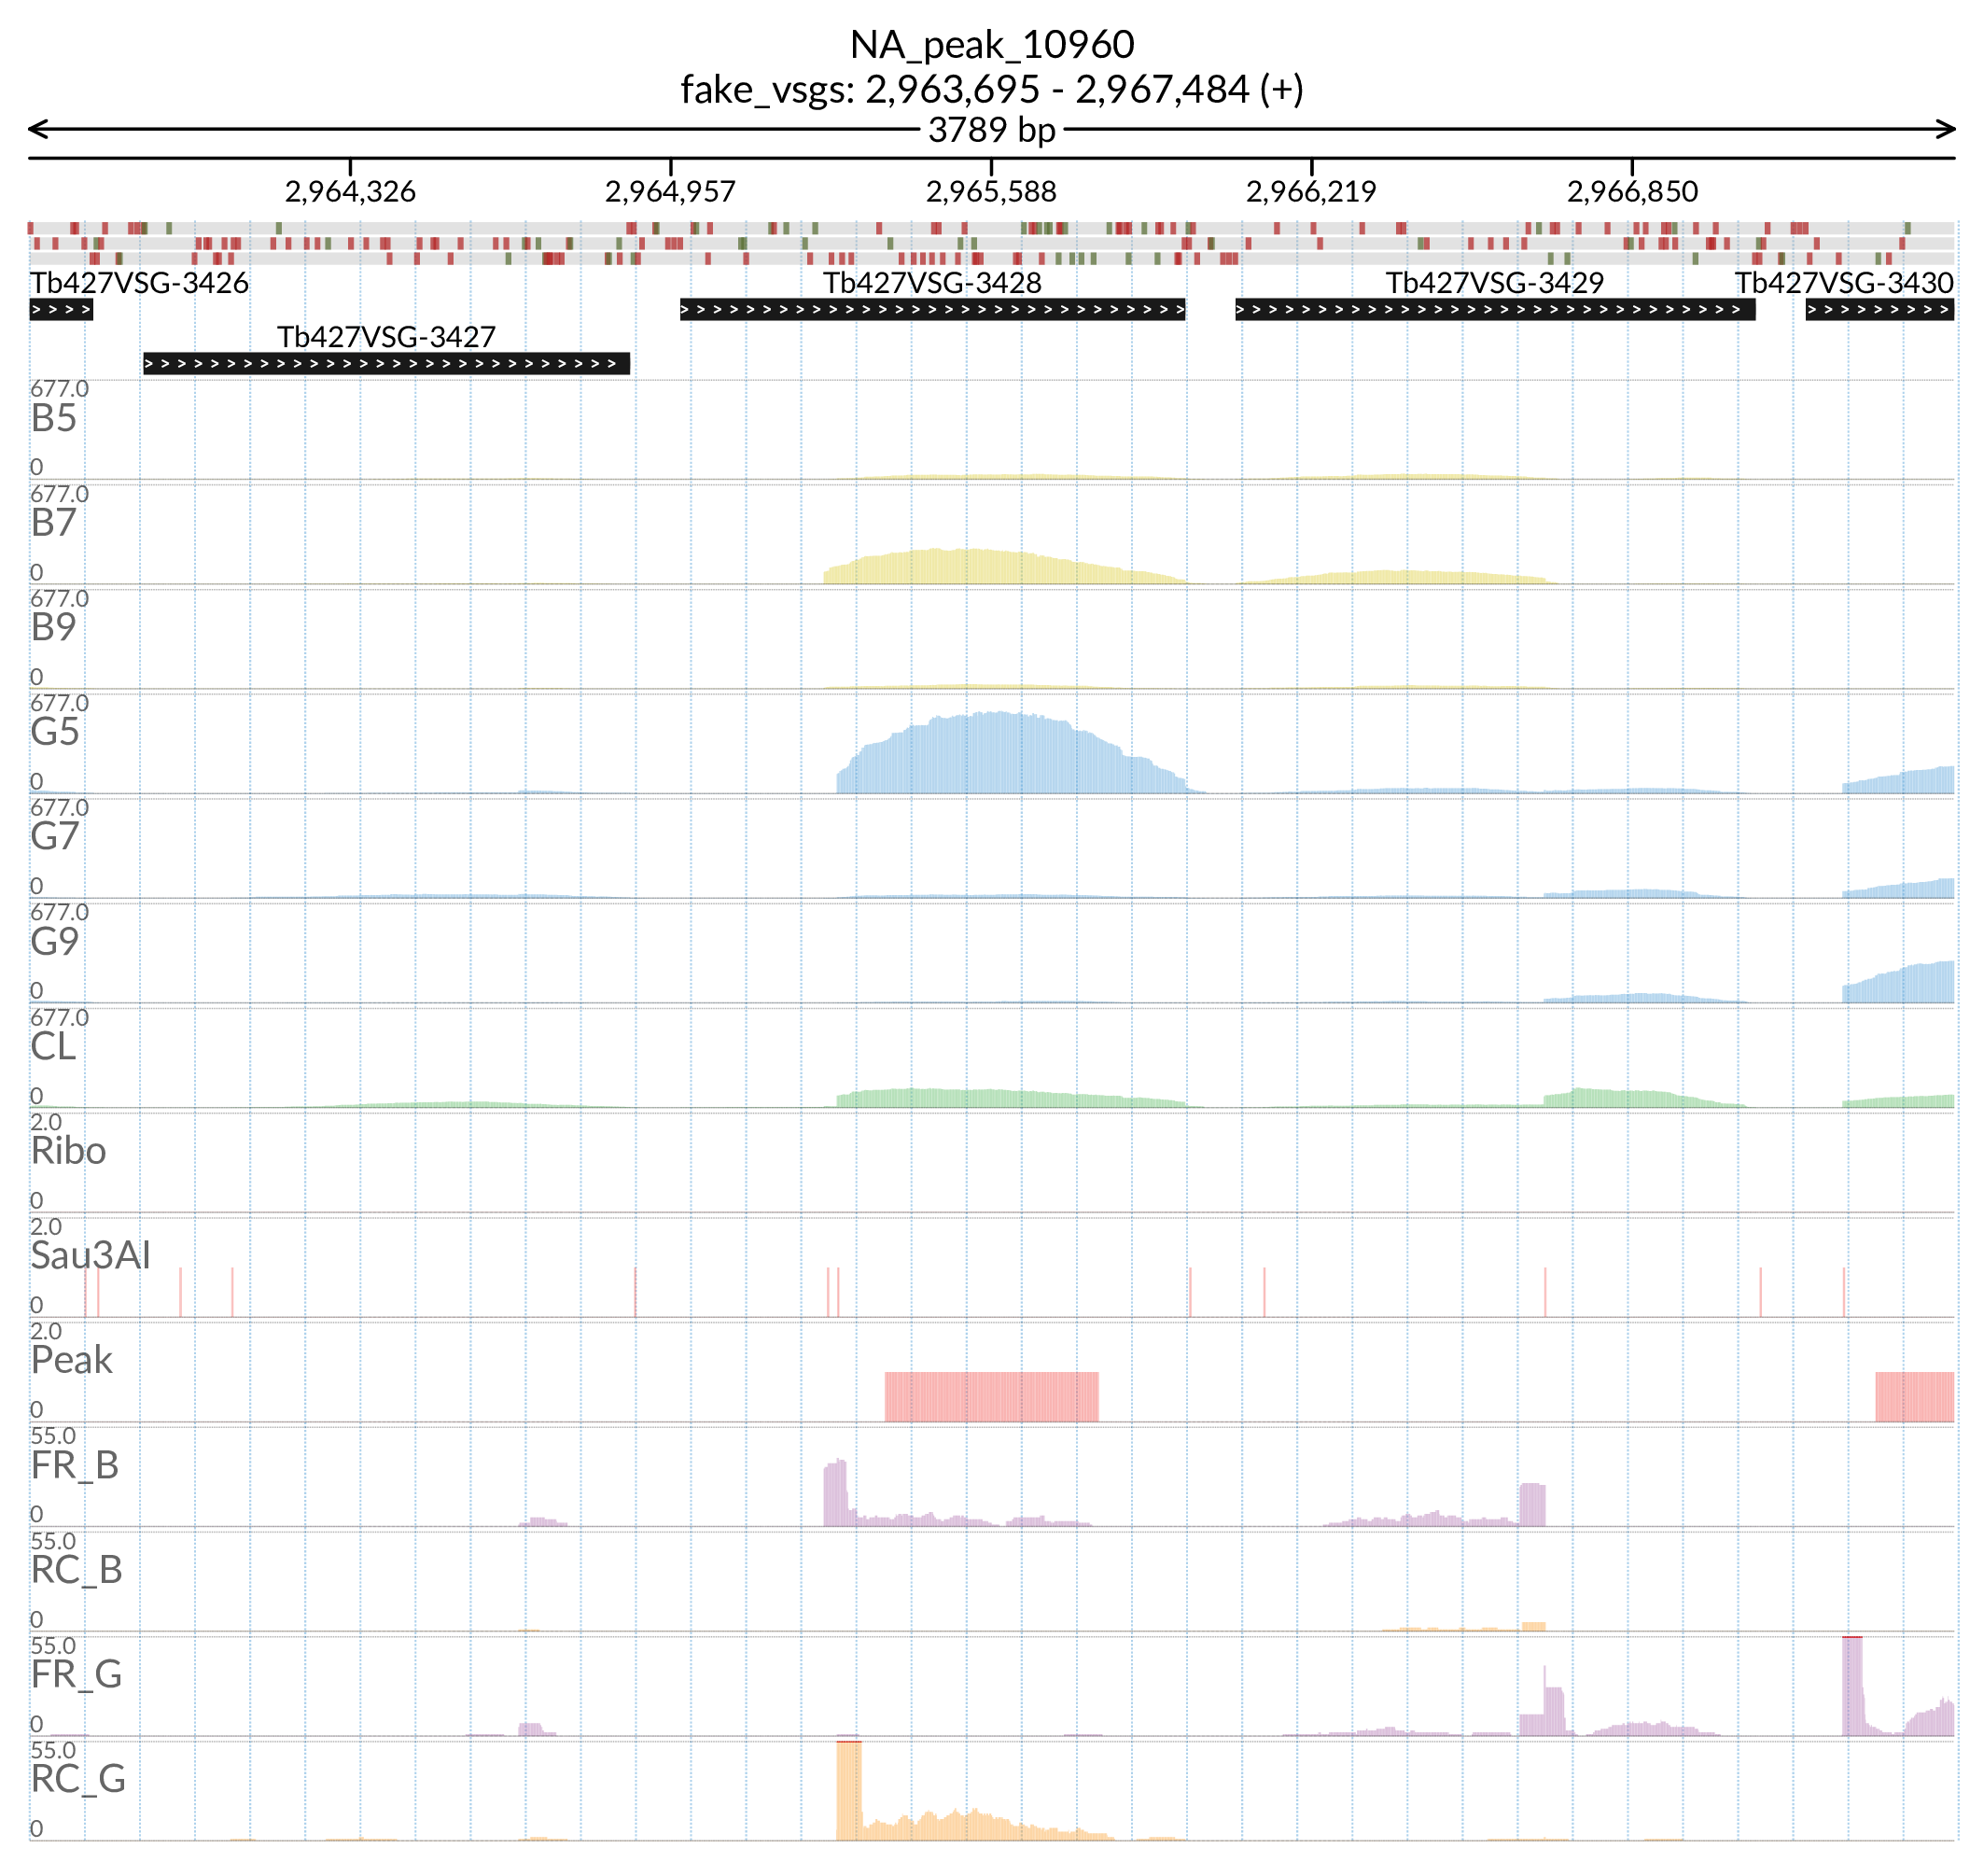 NA_peak_10960
fake_vsgs: 2,963,695 - 2,967,484 (+)
3789 bp
2,964,326 2,964,957 2,965,588 2,966,219 2,966,850
Tb427VSG-3426 Tb427VSG-3428 Tb427VSG-3429 Tb427VSG-3430
Tb427VSG-3427
677.0
B5
0
677.0
B7
0
677.0
B9
0
677.0
G5
0
677.0
G7
0
677.0
G9
0
677.0
CL
0
2.0
Ribo
0
2.0
Sau3AI
0
2.0
Peak
0
55.0
FR_B
0
55.0
RC_B
0
55.0
FR_G
0
55.0
RC_G
0